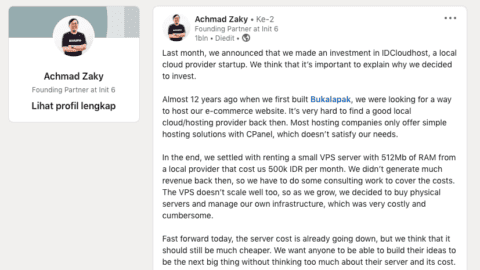 Achmad Zaky
Founding Partner at Init 6
Lihat profil lengkap
Achmad Zaky • Ke-2
Founding Partner at Init 6
1bln • Diedit •
Last month, we announced that we made an investment in IDCloudhost, a local
cloud provider startup. We think that it's important to explain why we decided
to invest.
Almost 12 years ago when we first built Bukalapak, we were looking for a way
to host our e-commerce website. It's very hard to find a good local
cloud/hosting provider back then. Most hosting companies only offer simple
hosting solutions with CPanel, which doesn't satisfy our needs.
In the end, we settled with renting a small VPS server with 512Mb of RAM from
a local provider that cost us 500k IDR per month. We didn't generate much
revenue back then, so we have to do some consulting work to cover the costs.
The VPS doesn't scale well too, so as we grow, we decided to buy physical
servers and manage our own infrastructure, which was very costly and
cumbersome.
Fast forward today, the server cost is already going down, but we think that it
should still be much cheaper. We want anyone to be able to build their ideas to
be the next big thing without thinking too much about their server and its cost.